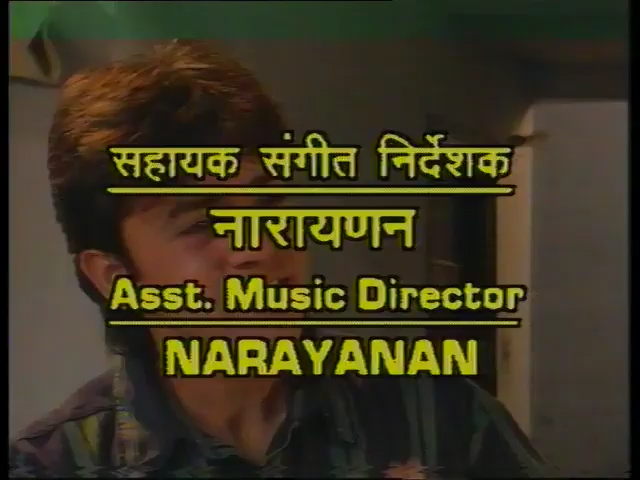 सहायक संगीत निर्देशक
नारायणन
Asst. Music Director
NARAYANAN